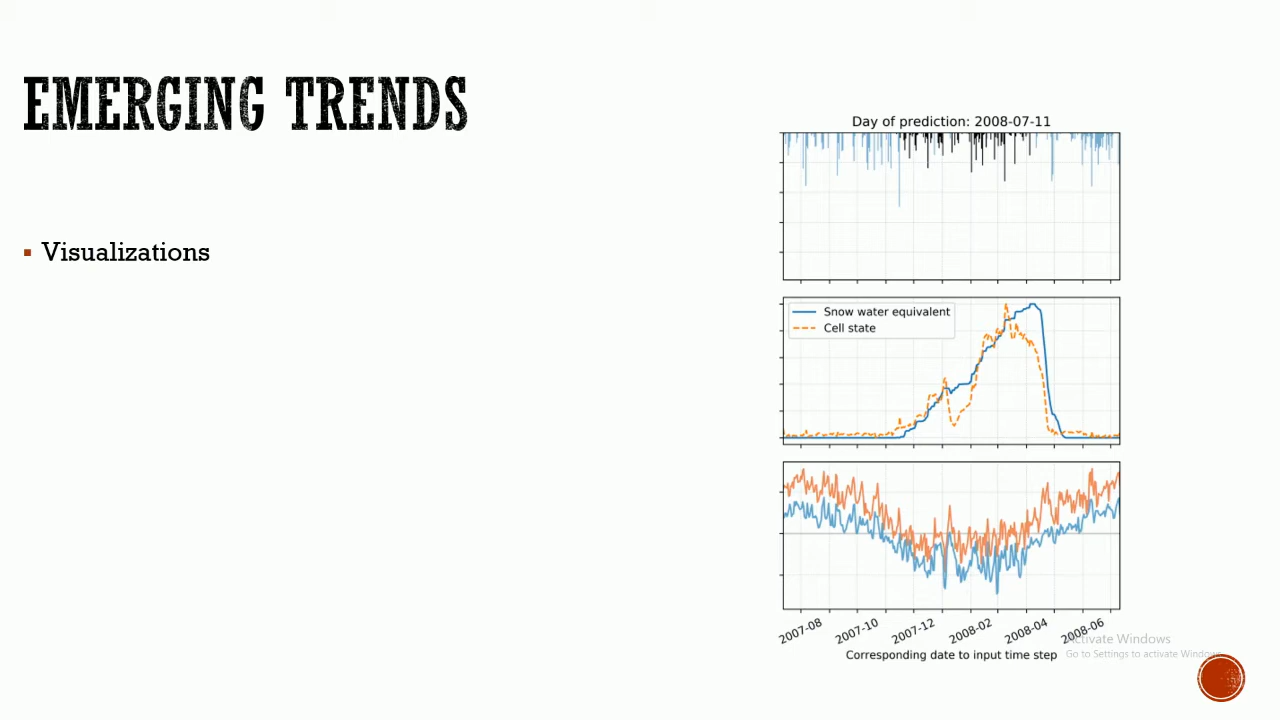 EMERGING TRENDS
Visualizations
Day of prediction: 2008-07-11
Snow water equivalent
Cell state
2007-08 2007-10 2007-12 2008-02 2008-04 2008-06
Corresponding date to input time step
Activate Windows
Go to Settings to activate Windows.